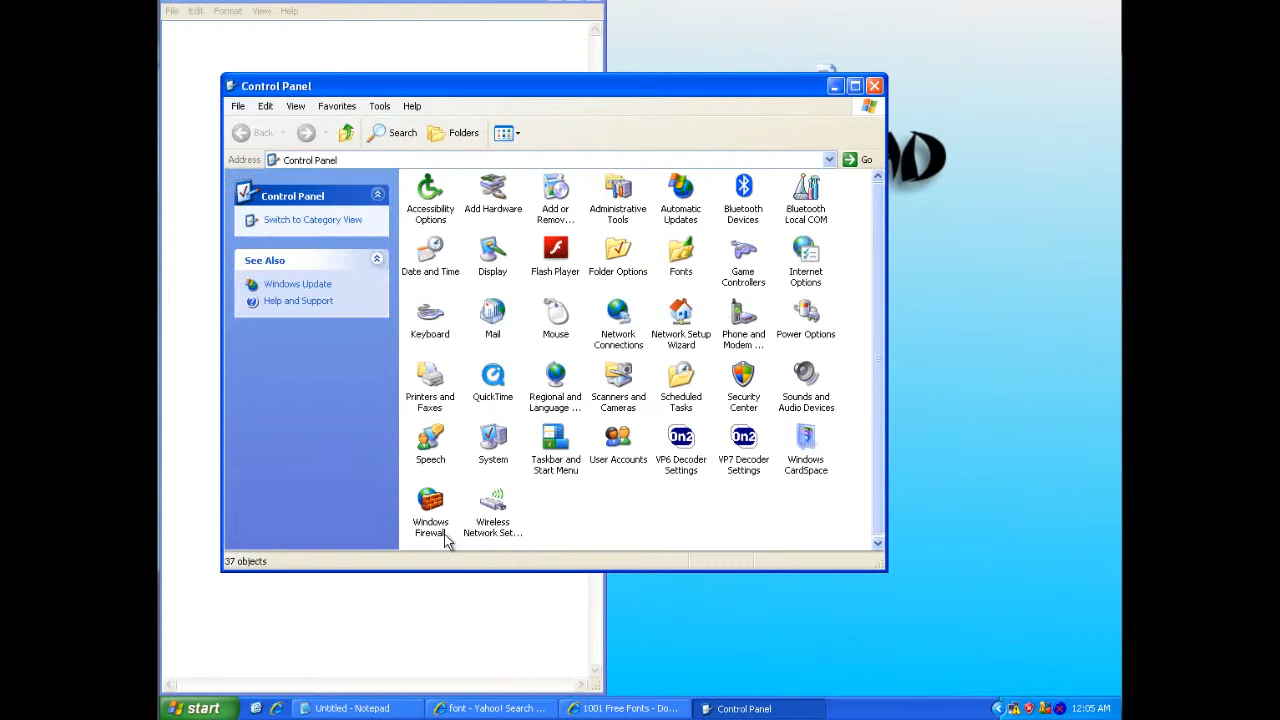 File Edit Format View Help
Control Panel
File Edit View Favorites Tools Help
Back Search Folders
Address Control Panel Go
Control Panel
Switch to Category View
See Also
Windows Update
Help and Support
Accessibility Options
Add Hardware
Add or Remov...
Administrative Tools
Automatic Updates
Bluetooth Devices
Bluetooth Local COM
Date and Time
Display
Flash Player
Folder Options
Fonts
Game Controllers
Internet Options
Keyboard
Mail
Mouse
Network Connections
Network Setup Wizard
Phone and Modem ...
Power Options
Printers and Faxes
QuickTime
Regional and Language ...
Scanners and Cameras
Scheduled Tasks
Security Center
Sounds and Audio Devices
Speech
System
Taskbar and Start Menu
User Accounts
On2
VP6 Decoder Settings
On2
VP7 Decoder Settings
Windows CardSpace
Windows Firewall
Wireless Network Set...
37 objects
start Untitled - Notepad font - Yahoo! Search ... 1001 Free Fonts - Do... Control Panel 12:05 AM